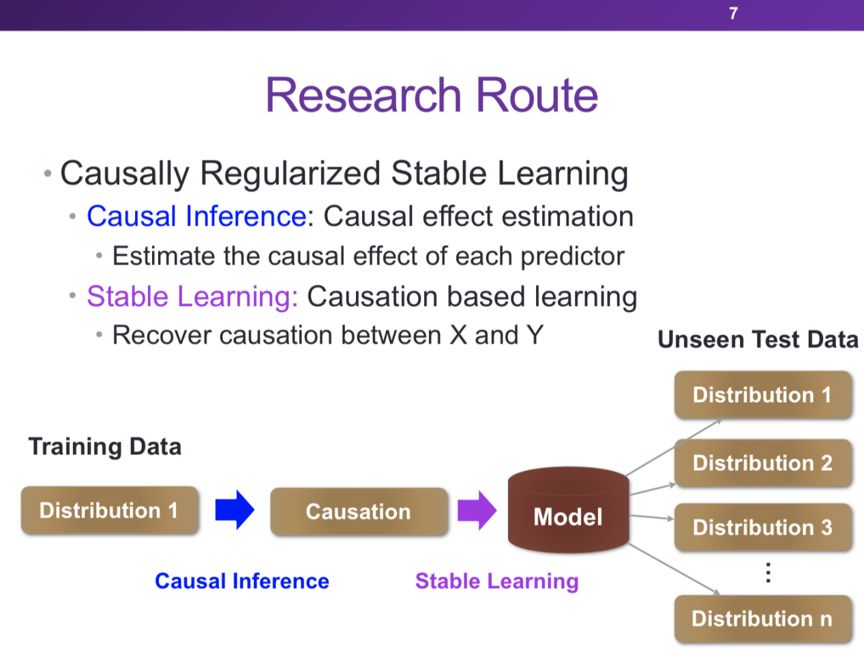 7
Research Route
• Causally Regularized Stable Learning
• Causal Inference: Causal effect estimation
• Estimate the causal effect of each predictor
• Stable Learning: Causation based learning
• Recover causation between X and Y
Training Data
Distribution 1
Causation
Model
Causal Inference
Stable Learning
Unseen Test Data
Distribution 1
Distribution 2
Distribution 3
⋮
Distribution n